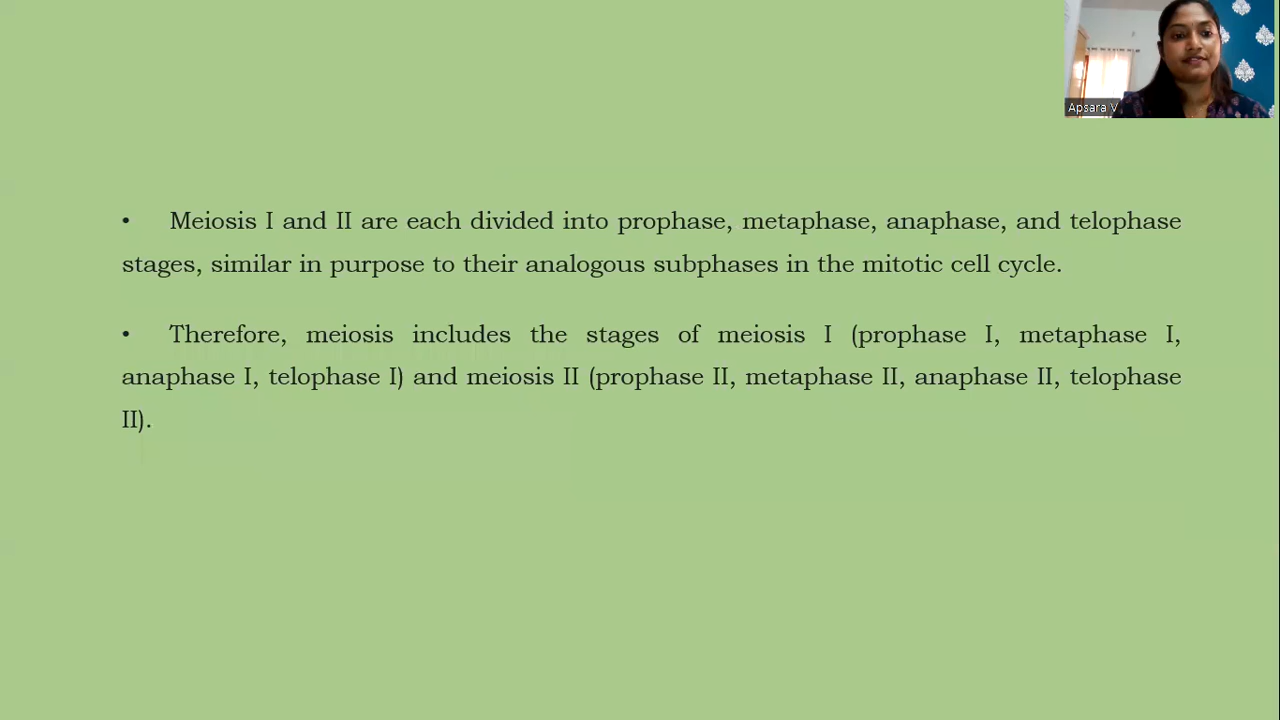 Apsara V
• Meiosis I and II are each divided into prophase, metaphase, anaphase, and telophase
stages, similar in purpose to their analogous subphases in the mitotic cell cycle.
• Therefore, meiosis includes the stages of meiosis I (prophase I, metaphase I,
anaphase I, telophase I) and meiosis II (prophase II, metaphase II, anaphase II, telophase
II).